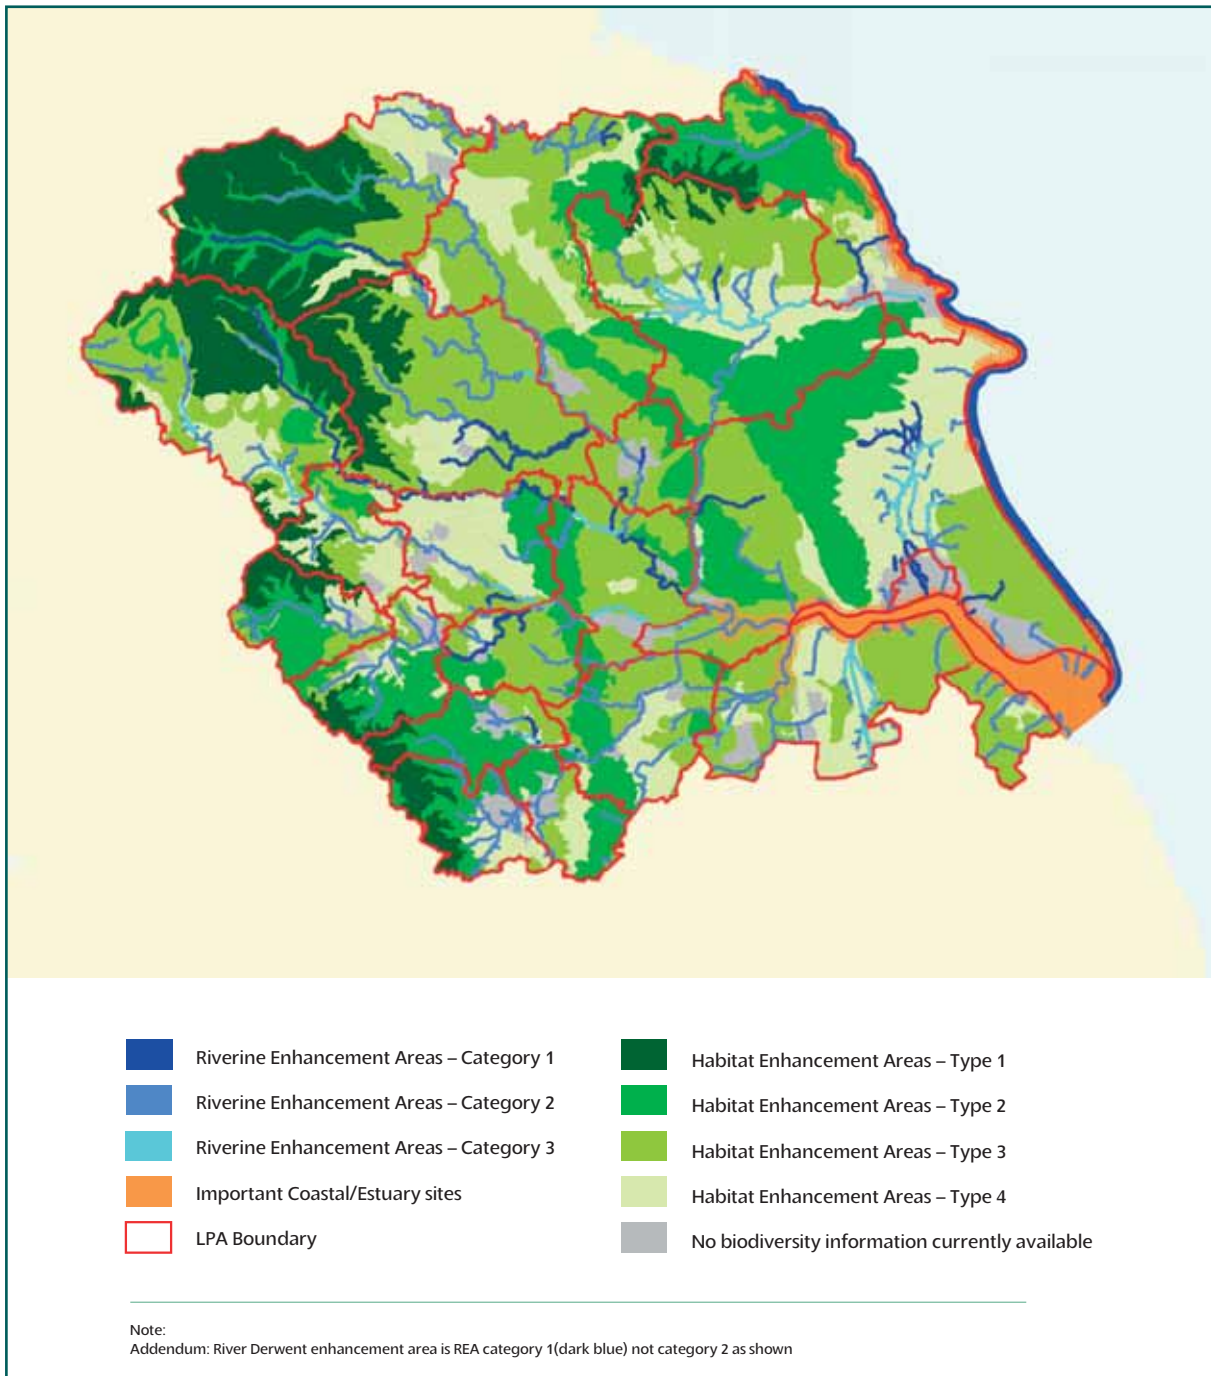 Riverine Enhancement Areas – Category 1
Riverine Enhancement Areas – Category 2
Riverine Enhancement Areas – Category 3
Important Coastal/Estuary sites
LPA Boundary
Habitat Enhancement Areas – Type 1
Habitat Enhancement Areas – Type 2
Habitat Enhancement Areas – Type 3
Habitat Enhancement Areas – Type 4
No biodiversity information currently available
Note:
Addendum: River Derwent enhancement area is REA category 1(dark blue) not category 2 as shown